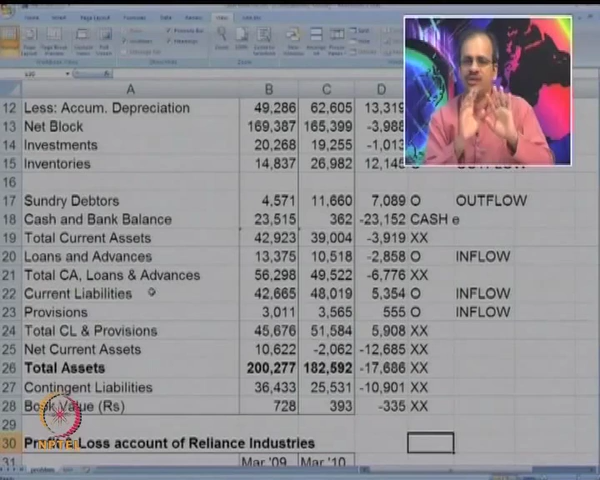 A B C D
12 Less: Accum. Depreciation 49,286 62,605 13,319
13 Net Block 169,387 165,399 -3,988
14 Investments 20,268 19,255 -1,013
15 Inventories 14,837 26,982 12,145
16
17 Sundry Debtors 4,571 11,660 7,089 O OUTFLOW
18 Cash and Bank Balance 23,515 362 -23,152 CASH e
19 Total Current Assets 42,923 39,004 -3,919 XX
20 Loans and Advances 13,375 10,518 -2,858 O INFLOW
21 Total CA, Loans & Advances 56,298 49,522 -6,776 XX
22 Current Liabilities 42,665 48,019 5,354 O INFLOW
23 Provisions 3,011 3,565 555 O INFLOW
24 Total CL & Provisions 45,676 51,584 5,908 XX
25 Net Current Assets 10,622 -2,062 -12,685 XX
26 Total Assets 200,277 182,592 -17,686 XX
27 Contingent Liabilities 36,433 25,531 -10,901 XX
28 Book Value (Rs) 728 393 -335 XX
29
30 Profit & Loss account of Reliance Industries
31 Mar '09 Mar '10
NPTEL